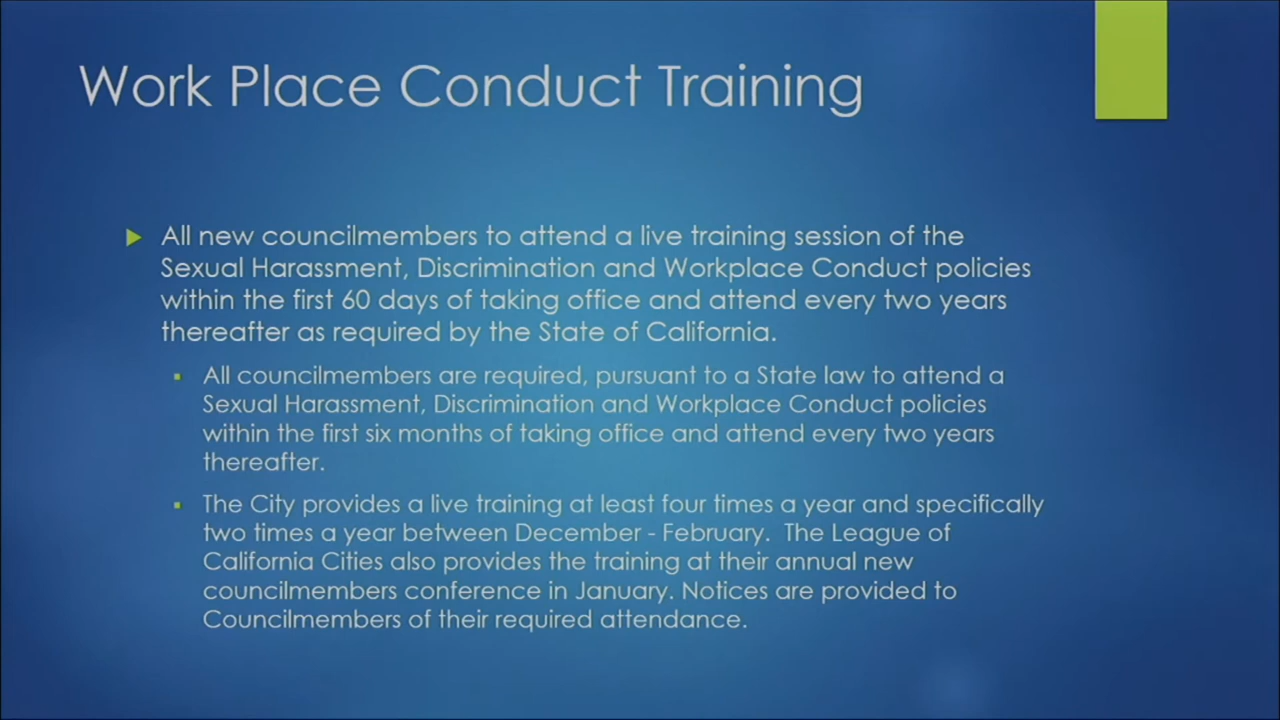 Work Place Conduct Training
All new councilmembers to attend a live training session of the
Sexual Harassment, Discrimination and Workplace Conduct policies
within the first 60 days of taking office and attend every two years
thereafter as required by the State of California.
All councilmembers are required, pursuant to a State law to attend a
Sexual Harassment, Discrimination and Workplace Conduct policies
within the first six months of taking office and attend every two years
thereafter.
The City provides a live training at least four times a year and specifically
two times a year between December - February. The League of
California Cities also provides the training at their annual new
councilmembers conference in January. Notices are provided to
Councilmembers of their required attendance.